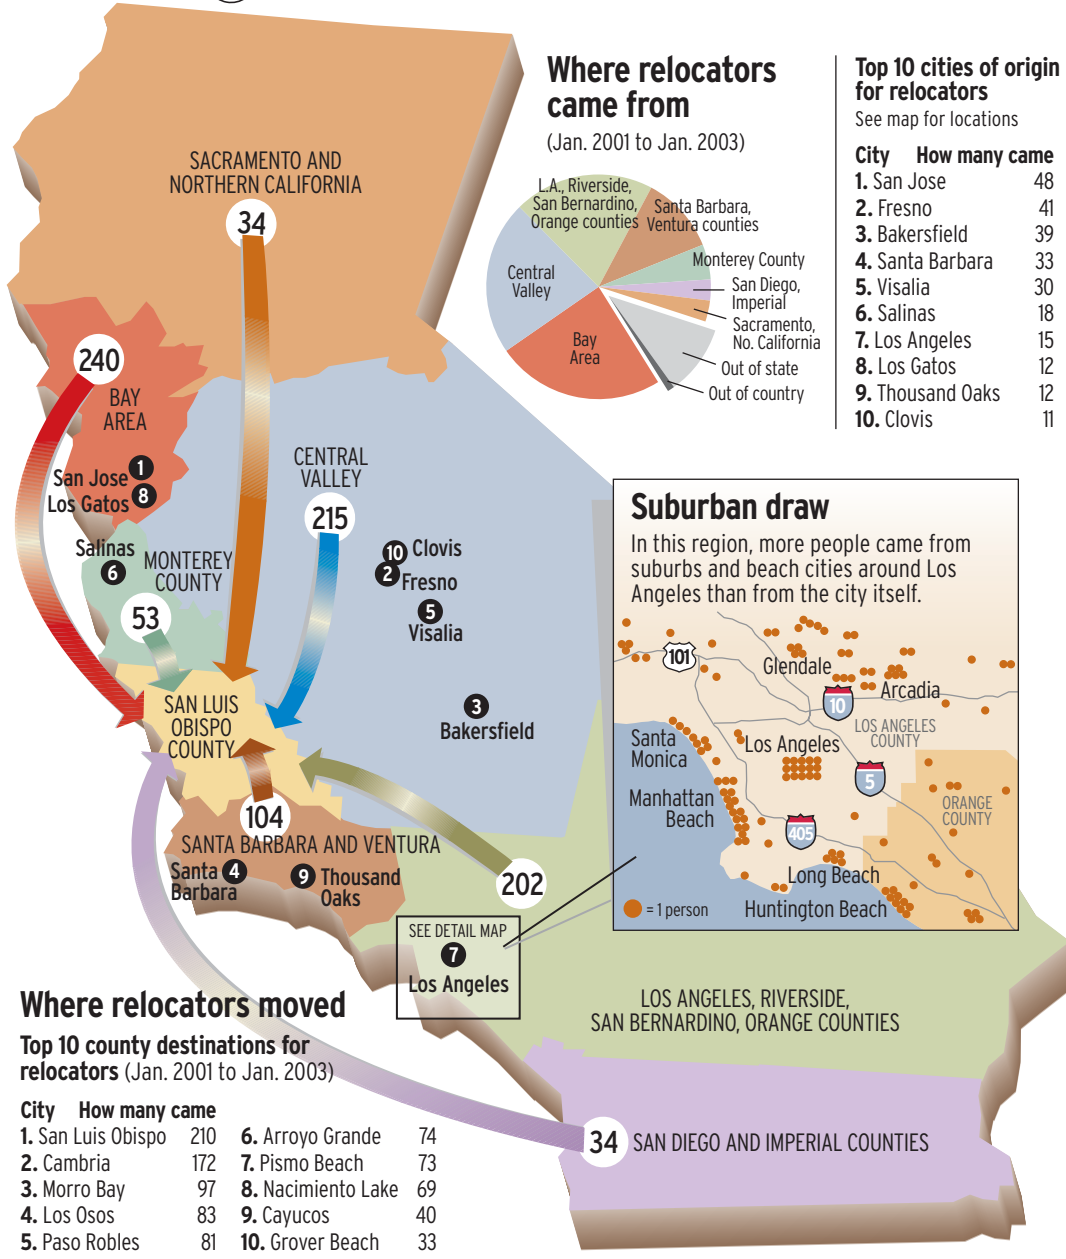 Where relocators
came from
(Jan. 2001 to Jan. 2003)
L.A., Riverside,
San Bernardino,
Orange counties
Santa Barbara,
Ventura counties
Monterey County
San Diego,
Imperial
Sacramento,
No. California
Out of state
Out of country
Bay
Area
Central
Valley
Top 10 cities of origin
for relocators
See map for locations
City How many came
1. San Jose 48
2. Fresno 41
3. Bakersfield 39
4. Santa Barbara 33
5. Visalia 30
6. Salinas 18
7. Los Angeles 15
8. Los Gatos 12
9. Thousand Oaks 12
10. Clovis 11
SACRAMENTO AND
NORTHERN CALIFORNIA
34
240
BAY
AREA
San Jose 1
Los Gatos 8
CENTRAL
VALLEY
215
10 Clovis
2 Fresno
5
Visalia
3
Bakersfield
Salinas
6
MONTEREY
COUNTY
53
SAN LUIS
OBISPO
COUNTY
104
SANTA BARBARA AND VENTURA
Santa
Barbara
4
9 Thousand
Oaks
202
SEE DETAIL MAP
7
Los Angeles
LOS ANGELES, RIVERSIDE,
SAN BERNARDINO, ORANGE COUNTIES
34 SAN DIEGO AND IMPERIAL COUNTIES
Suburban draw
In this region, more people came from
suburbs and beach cities around Los
Angeles than from the city itself.
101
Glendale
Arcadia
10
LOS ANGELES
COUNTY
Santa
Monica
Los Angeles
5
Manhattan
Beach
405
ORANGE
COUNTY
Long Beach
Huntington Beach
= 1 person
Where relocators moved
Top 10 county destinations for
relocators (Jan. 2001 to Jan. 2003)
City How many came
1. San Luis Obispo 210
2. Cambria 172
3. Morro Bay 97
4. Los Osos 83
5. Paso Robles 81
6. Arroyo Grande 74
7. Pismo Beach 73
8. Nacimiento Lake 69
9. Cayucos 40
10. Grover Beach 33